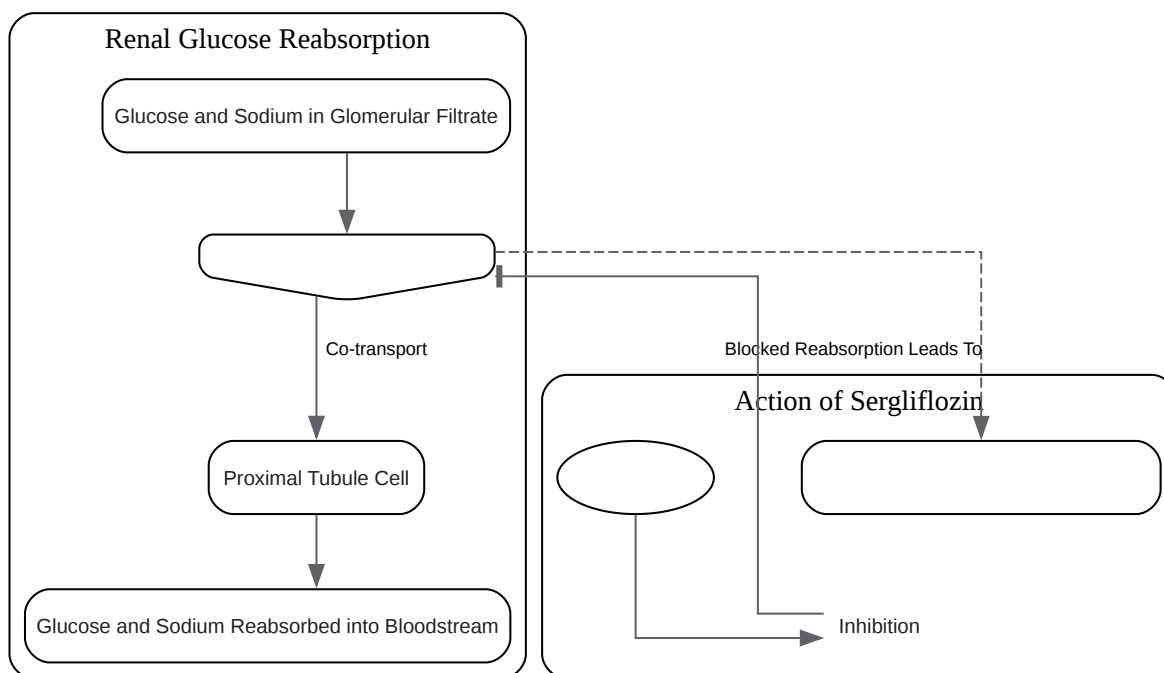 Renal Glucose Reabsorption
Glucose and Sodium in Glomerular Filtrate
Co-transport
Blocked Reabsorption Leads To
Action of Sergliflozin
Proximal Tubule Cell
Glucose and Sodium Reabsorbed into Bloodstream
Inhibition